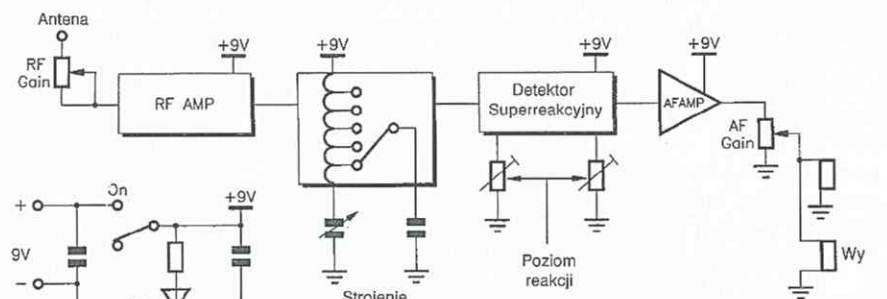 Antena
RF
Gain
+9V
RF AMP
+9V
+9V
Detektor
Superreakcyjny
+9V
AFAMP
AF
Gain
On
+9V
+
9V
−
Poziom
reakcji
Strojenie
Wy